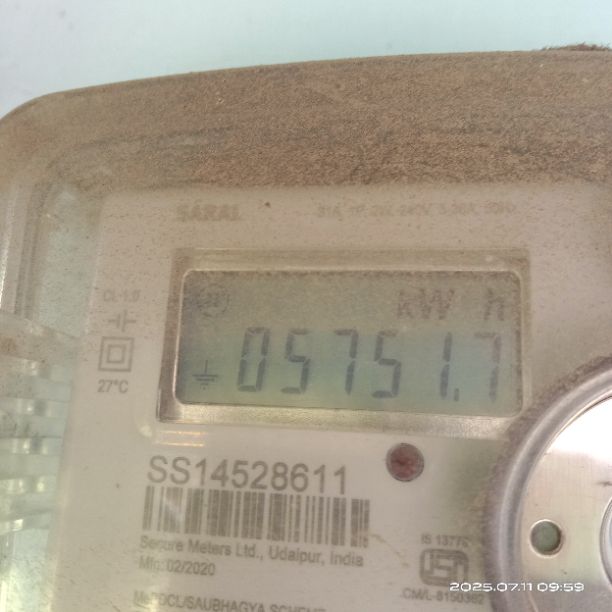 SARAL
CL 1.0
kW h
05751.7
27°C
SS14528611
Secure Meters Ltd., Udaipur, India
Mfg:02/2020
IS 13779
2025.07.11 09:59